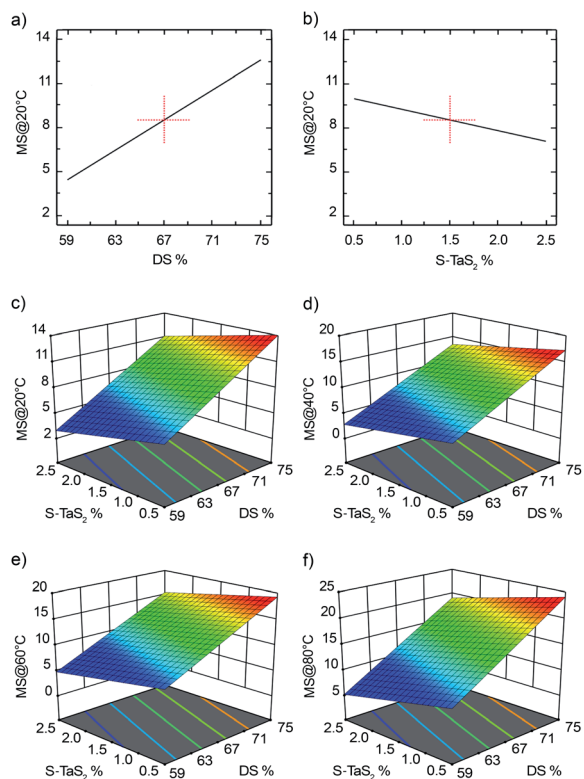 a)
14
11
8
5
2
MS@20°C
59 63 67 71 75
DS %
b)
14
11
8
5
2
MS@20°C
0.5 1.0 1.5 2.0 2.5
S-TaS₂ %
c)
14
11
8
5
2
MS@20°C
2.5 2.0 1.5 1.0 0.5
S-TaS₂ %
59 63 67 71 75
DS %
d)
20
15
10
5
0
MS@40°C
2.5 2.0 1.5 1.0 0.5
S-TaS₂ %
59 63 67 71 75
DS %
e)
20
15
10
5
0
MS@60°C
2.5 2.0 1.5 1.0 0.5
S-TaS₂ %
59 63 67 71 75
DS %
f)
25
20
15
10
5
MS@80°C
2.5 2.0 1.5 1.0 0.5
S-TaS₂ %
59 63 67 71 75
DS %